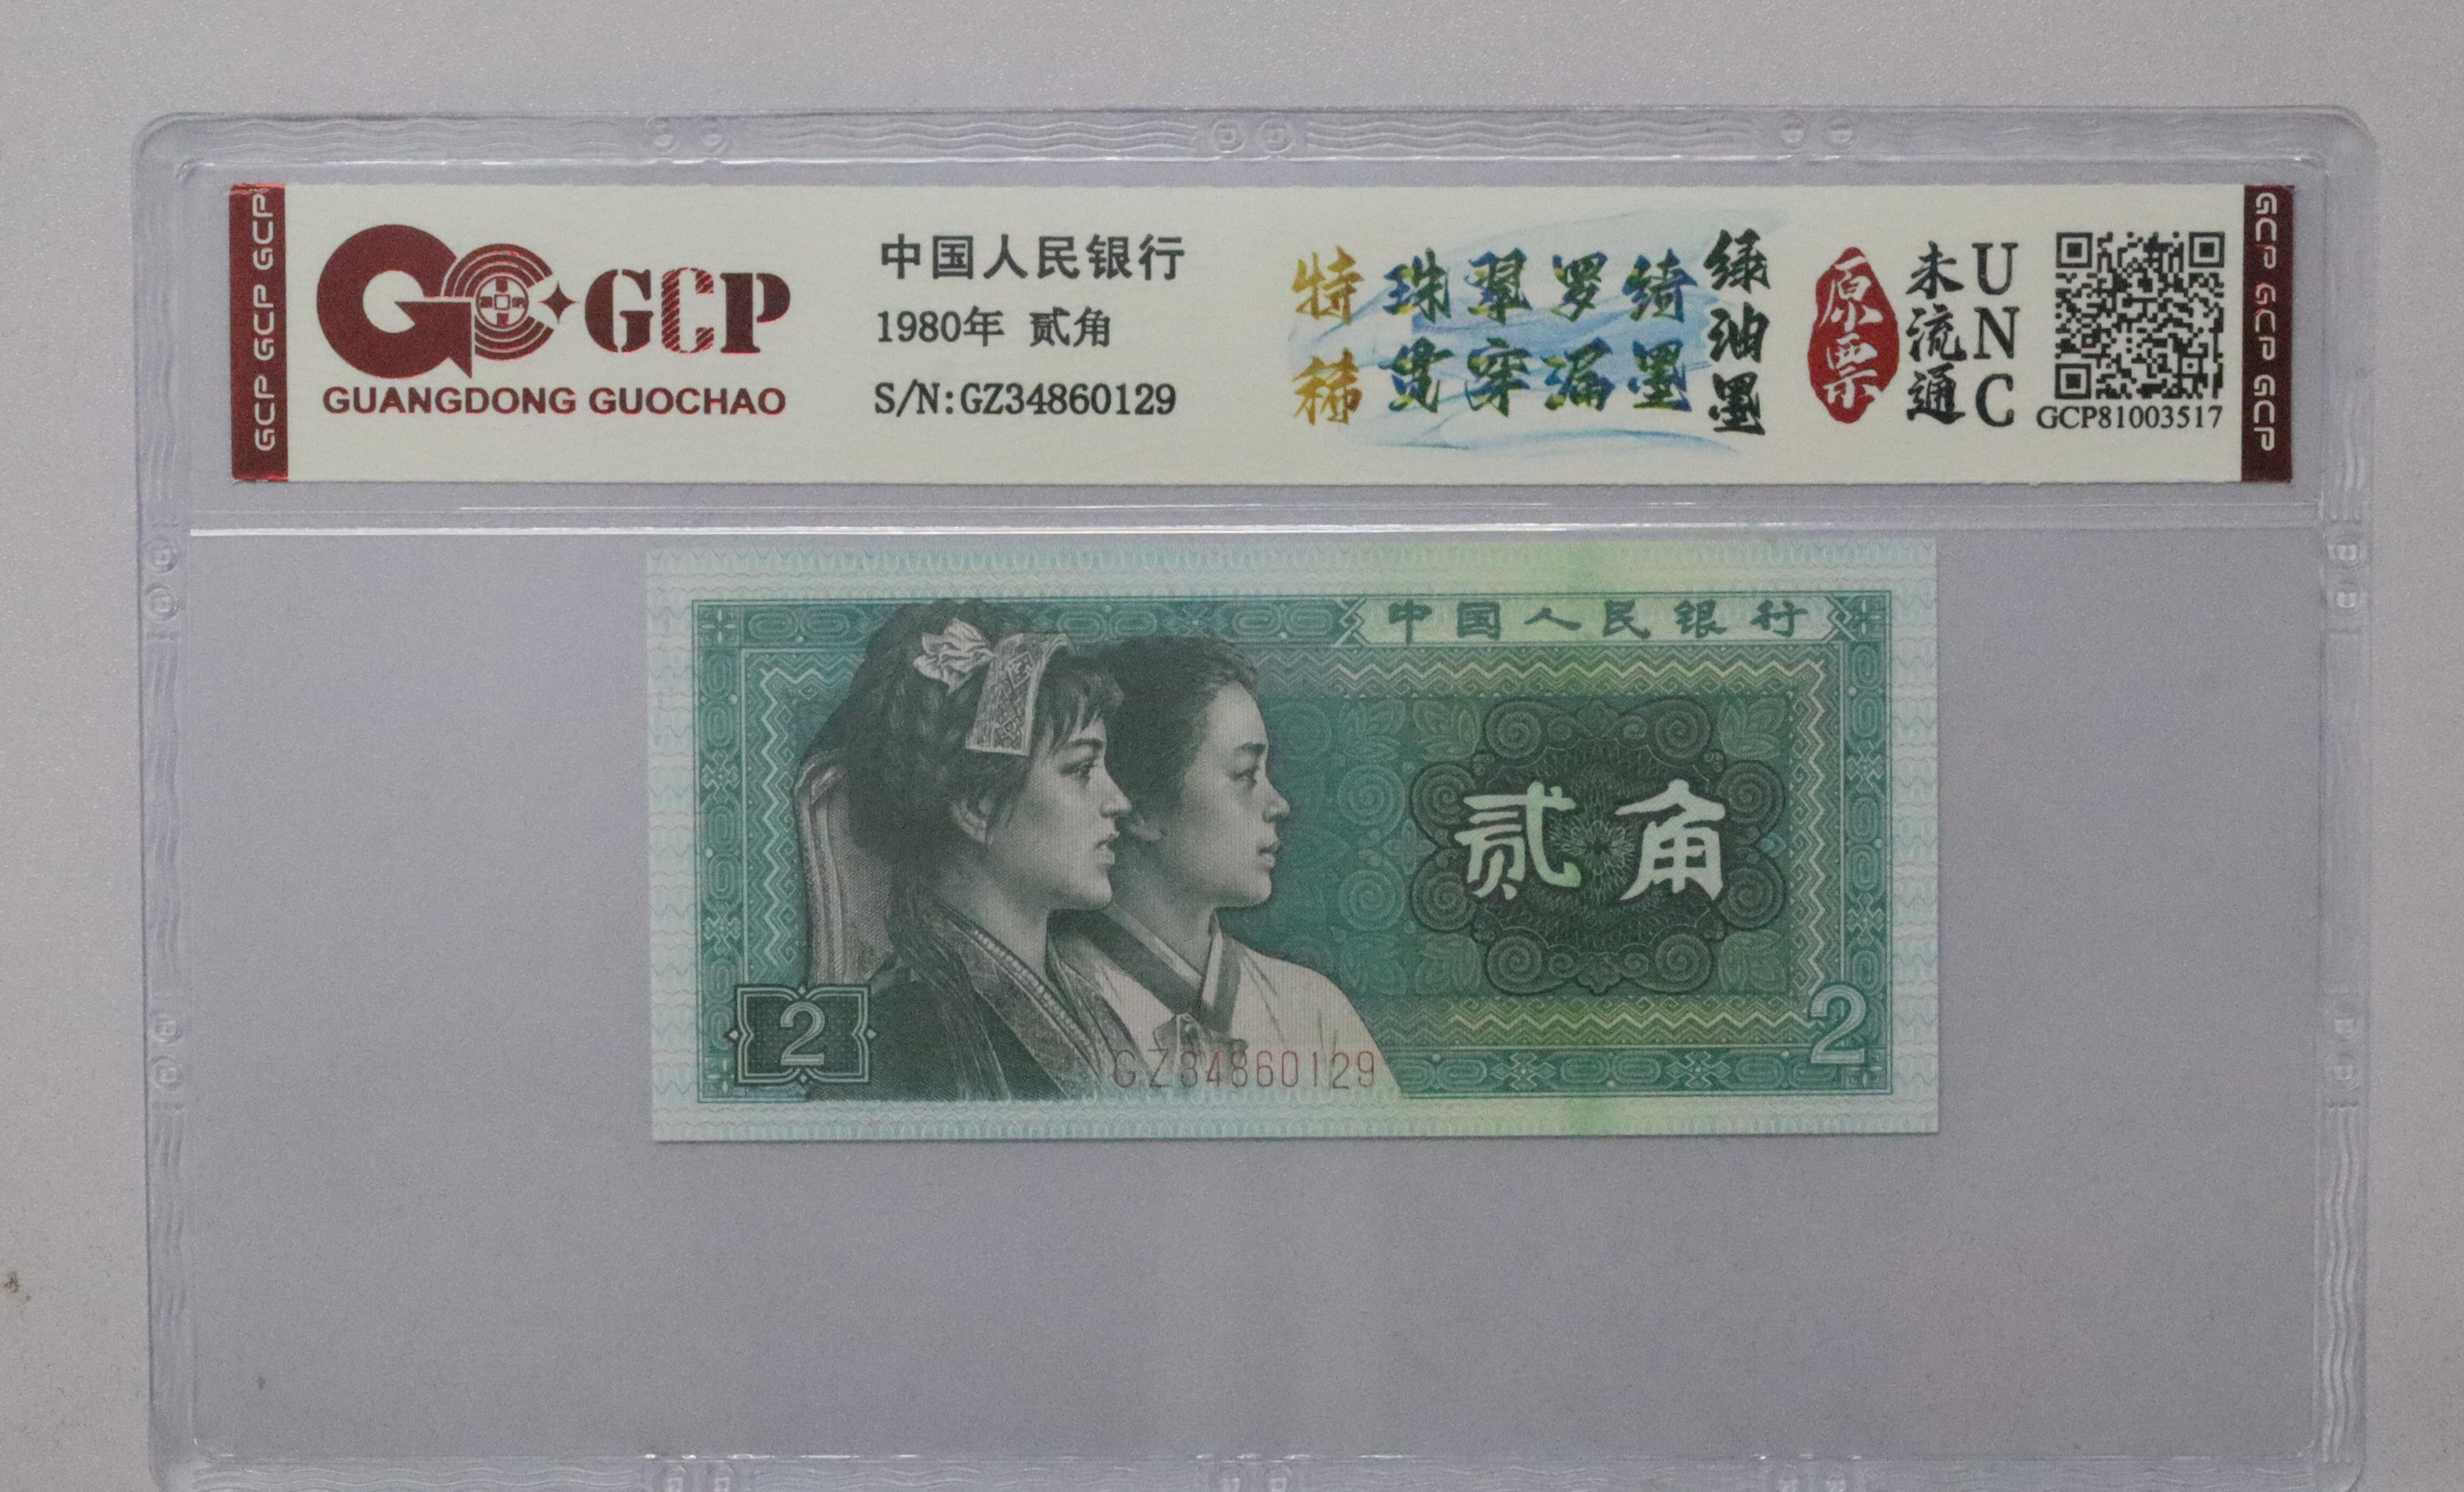 GCP GCP GCP
GCP
GUANGDONG GUOCHAO
中国人民银行
1980年 贰角
S/N:GZ34860129
特稀
珠翠罗绮
贯穿漏墨
绿油墨
原票
未流通
UNC
GCP81003517
GCP GCP GCP
中国人民银行
贰角
2
2
GZ34860129